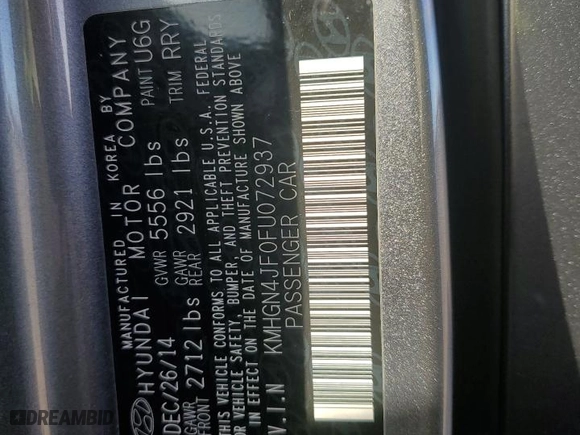 MANUFACTURED IN KOREA BY
HYUNDAI MOTOR COMPANY
DEC/26/14 GVWR 5556 lbs PAINT U6G
GAWR FRONT 2712 lbs GAWR REAR 2921 lbs TRIM RRY
THIS VEHICLE CONFORMS TO ALL APPLICABLE U.S.A. FEDERAL
VEHICLE SAFETY, BUMPER, AND THEFT PREVENTION STANDARDS
IN EFFECT ON THE DATE OF MANUFACTURE SHOWN ABOVE
V.I.N KMHGN4JF0FU072937
PASSENGER CAR
DREAMBID